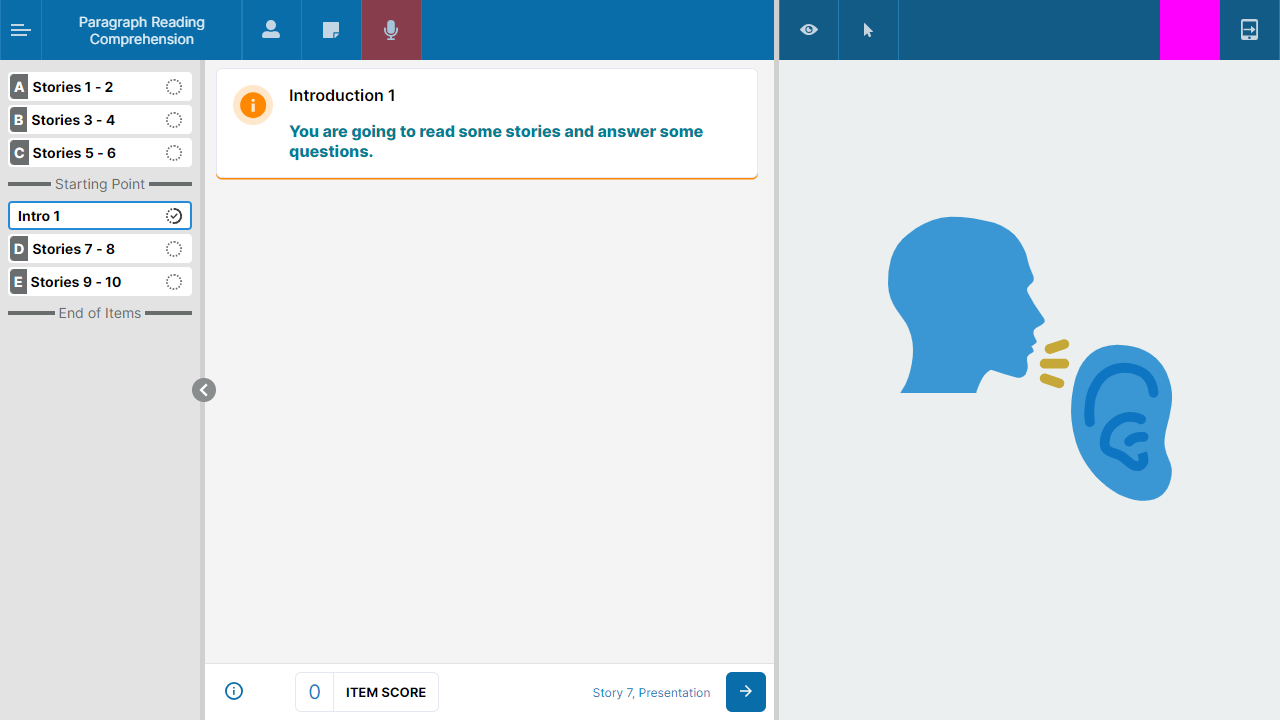 Paragraph Reading
Comprehension
A Stories 1 - 2
B Stories 3 - 4
C Stories 5 - 6
Starting Point
Intro 1
D Stories 7 - 8
E Stories 9 - 10
End of Items
Introduction 1
You are going to read some stories and answer some
questions.
0 ITEM SCORE
Story 7, Presentation